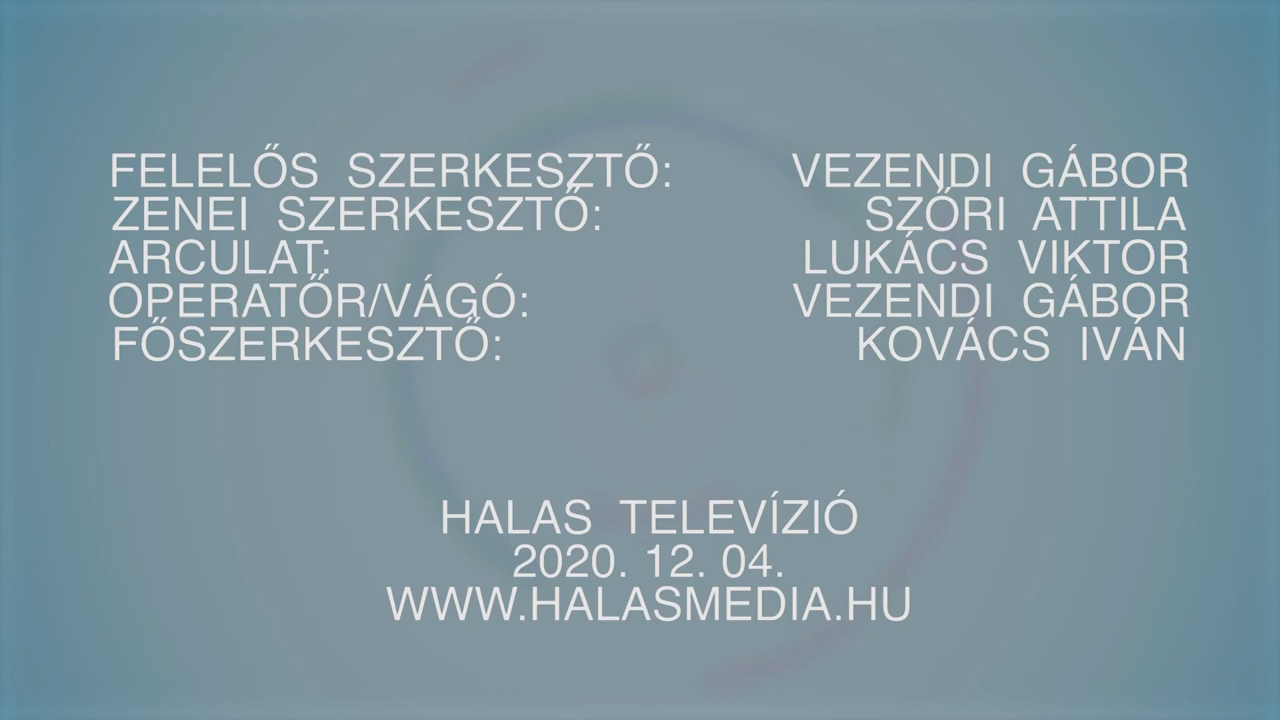 FELELŐS SZERKESZTŐ: VEZENDI GÁBOR
ZENEI SZERKESZTŐ: SZŐRI ATTILA
ARCULAT: LUKÁCS VIKTOR
OPERATŐR/VÁGÓ: VEZENDI GÁBOR
FŐSZERKESZTŐ: KOVÁCS IVÁN
HALAS TELEVÍZIÓ
2020. 12. 04.
WWW.HALASMEDIA.HU